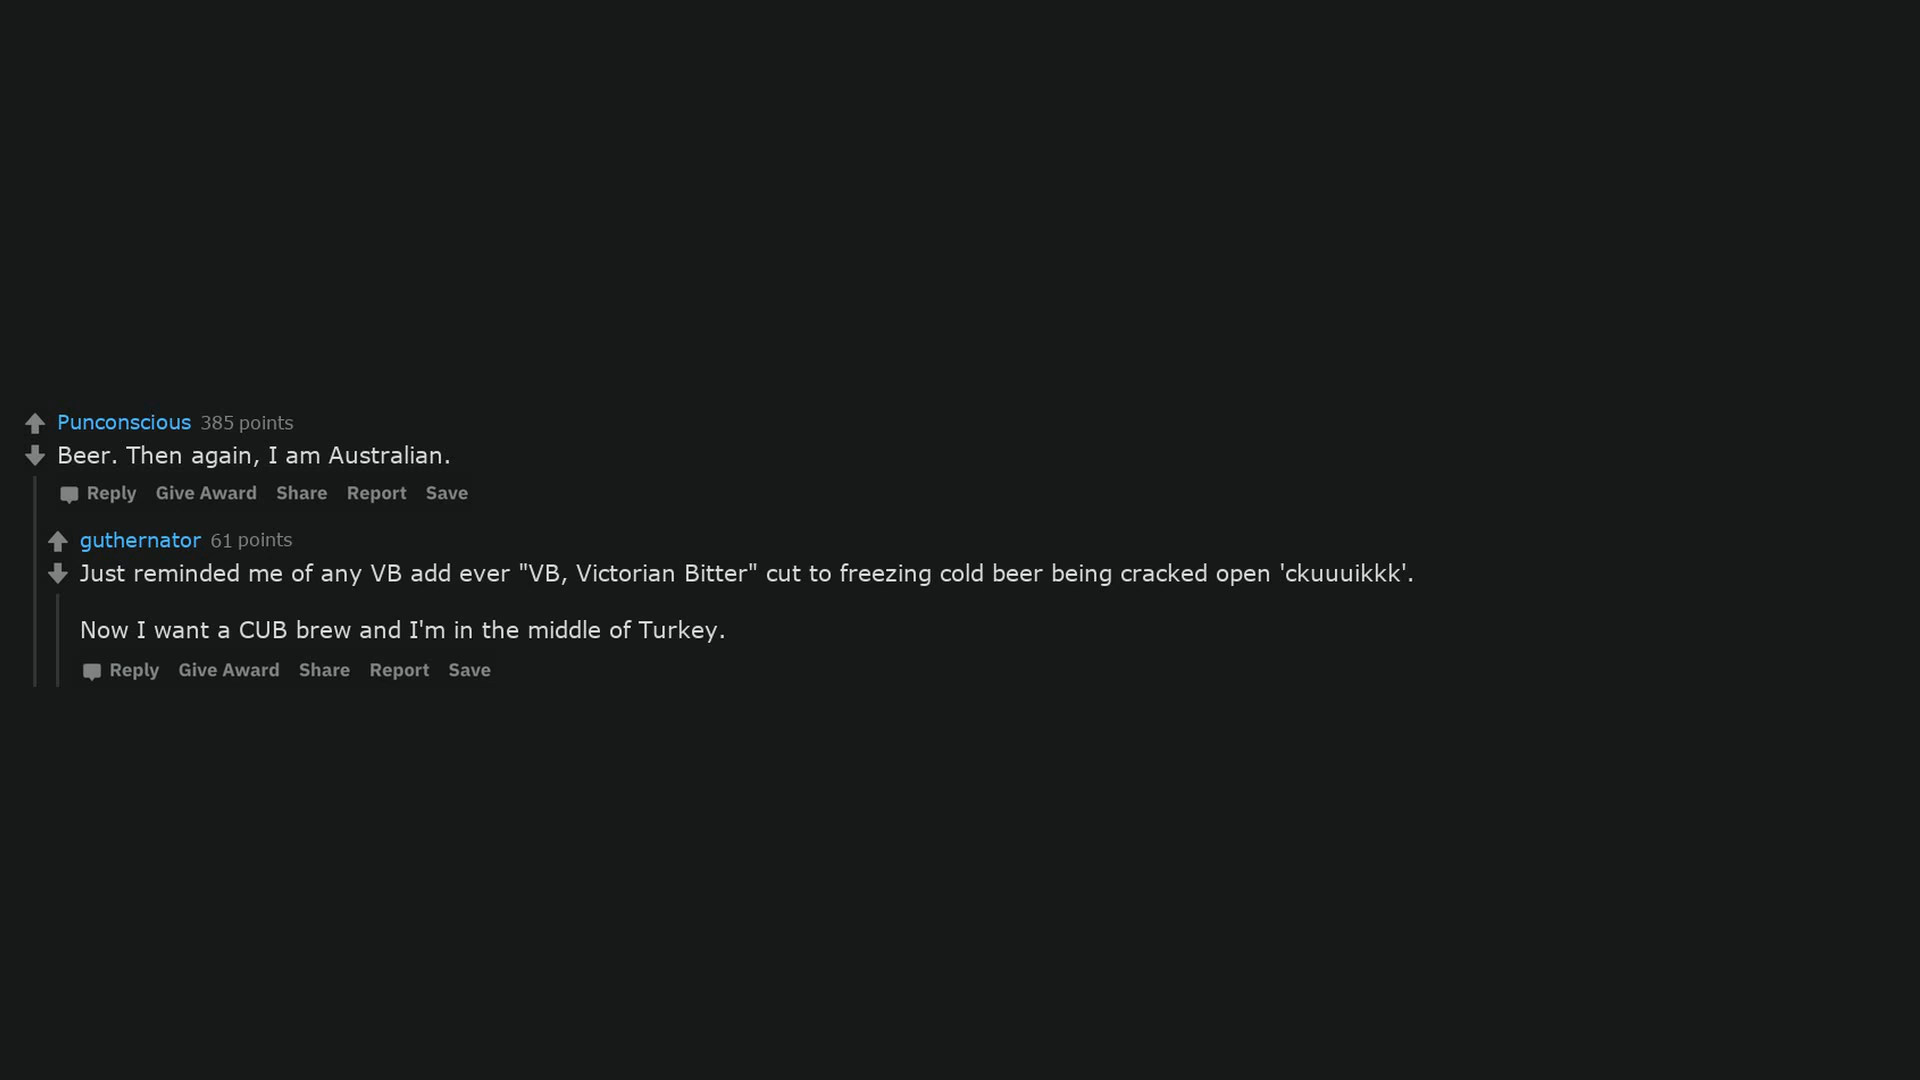 Punconscious 385 points
Beer. Then again, I am Australian.
Reply Give Award Share Report Save
guthernator 61 points
Just reminded me of any VB add ever "VB, Victorian Bitter" cut to freezing cold beer being cracked open 'ckuuuikkk'.
Now I want a CUB brew and I'm in the middle of Turkey.
Reply Give Award Share Report Save